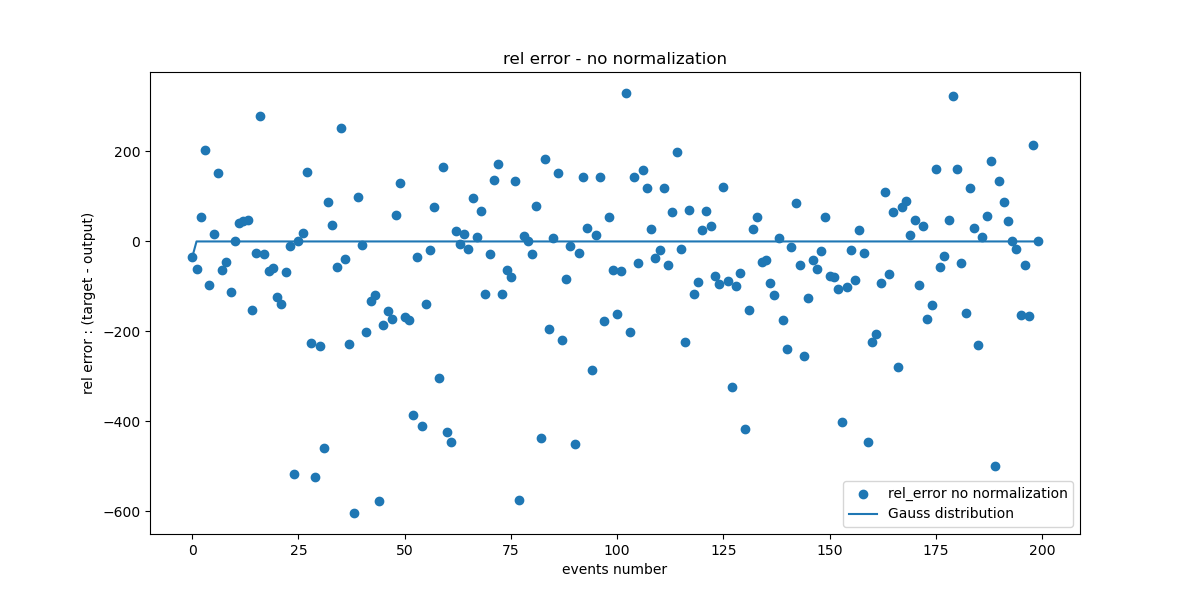 rel error - no normalization
rel error : (target - output)
200
0
−200
−400
−600
0 25 50 75 100 125 150 175 200
events number
rel_error no normalization
Gauss distribution